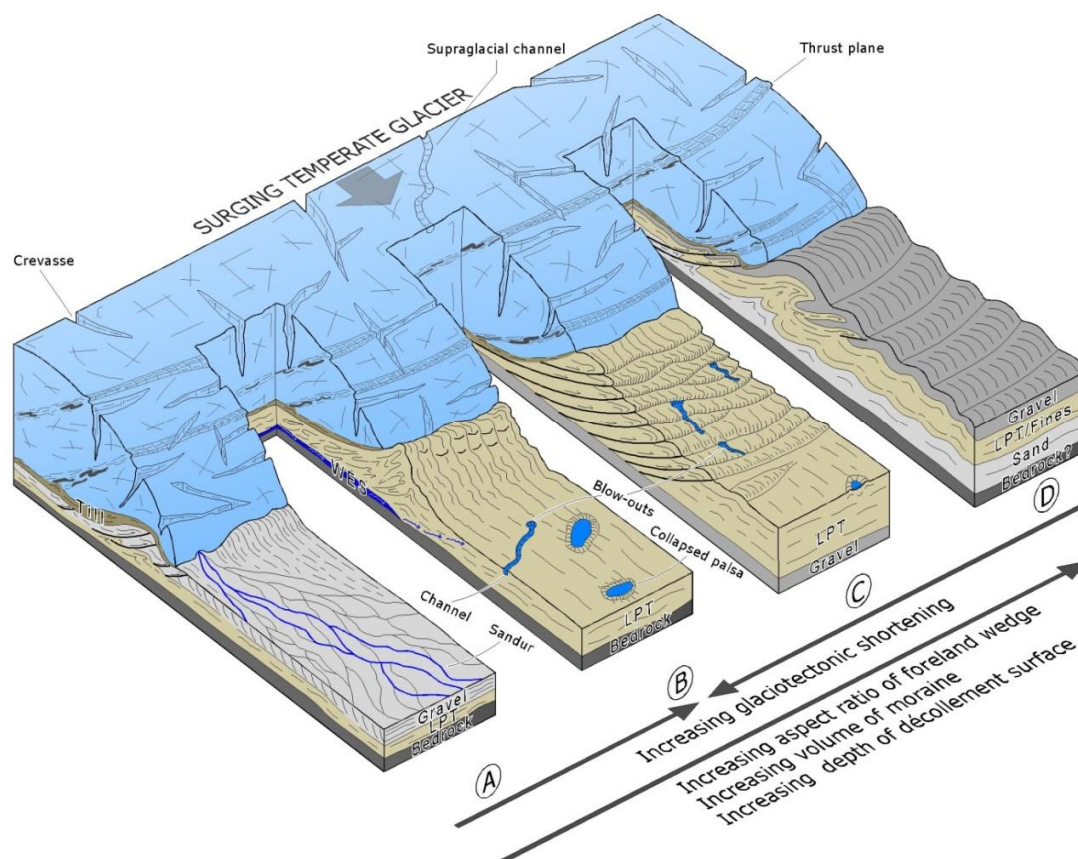 Supraglacial channel
Thrust plane
SURGING TEMPERATE GLACIER
Crevasse
Till
WES
Blow-outs
Collapsed palsa
Channel
Sandur
Gravel
LPT
Bedrock
LPT
Bedrock
LPT
Gravel
Gravel
LPT/Fines
Sand
Bedrock?
A
B
C
D
Increasing glaciotectonic shortening
Increasing aspect ratio of foreland wedge
Increasing volume of moraine
Increasing depth of décollement surface